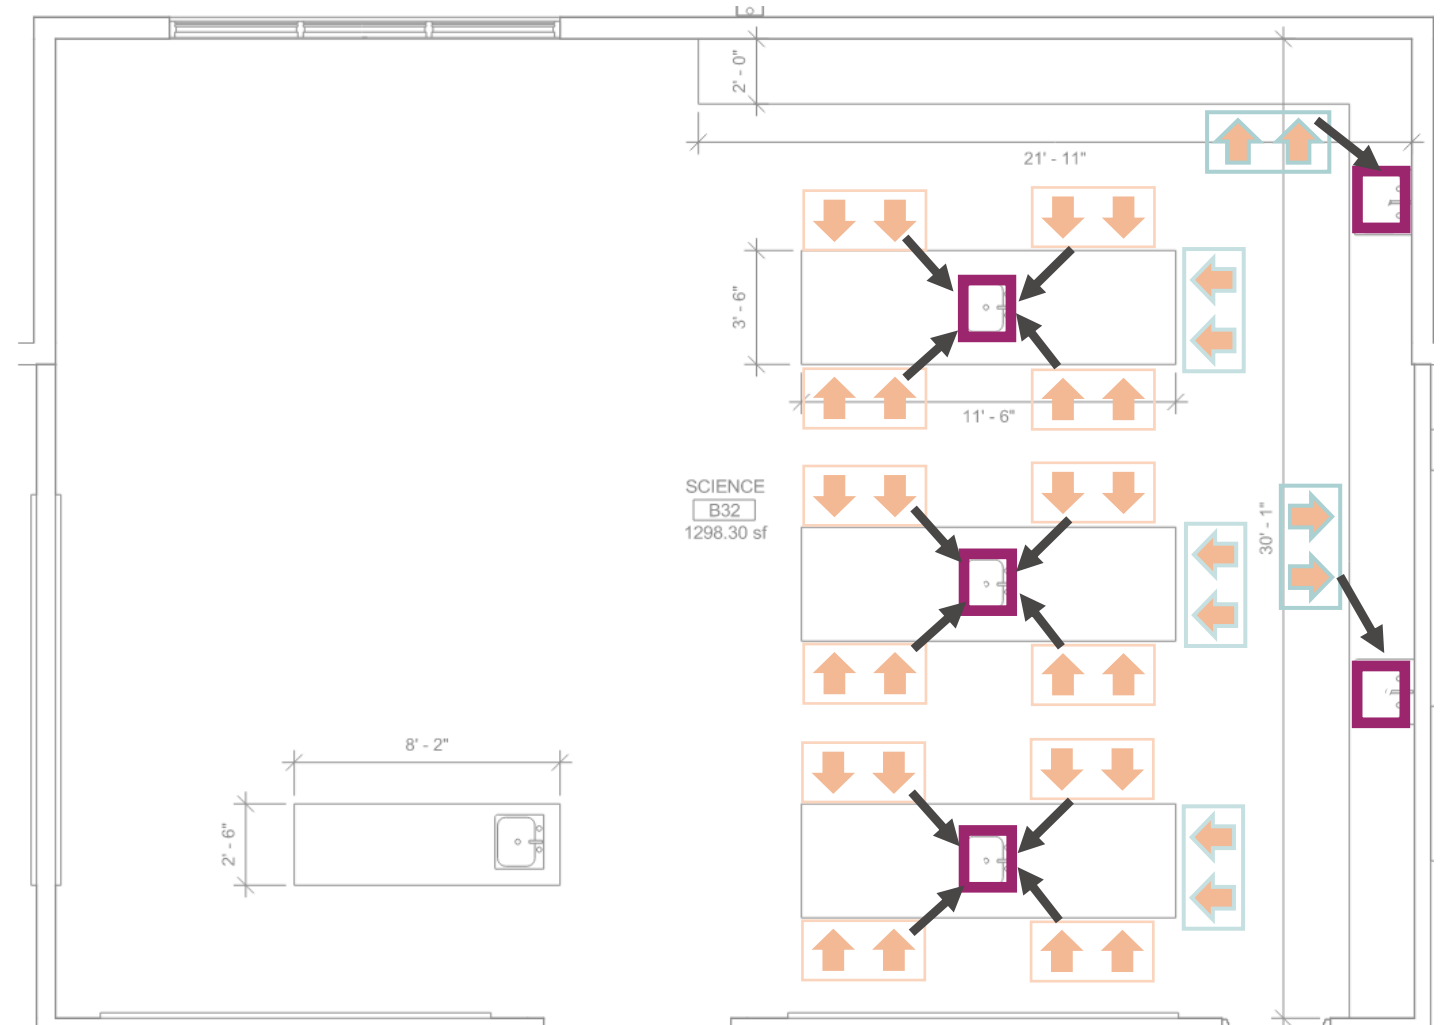 2' - 0"
21' - 11"
3' - 6"
11' - 6"
SCIENCE
B32
1298.30 sf
30' - 1"
8' - 2"
2' - 6"